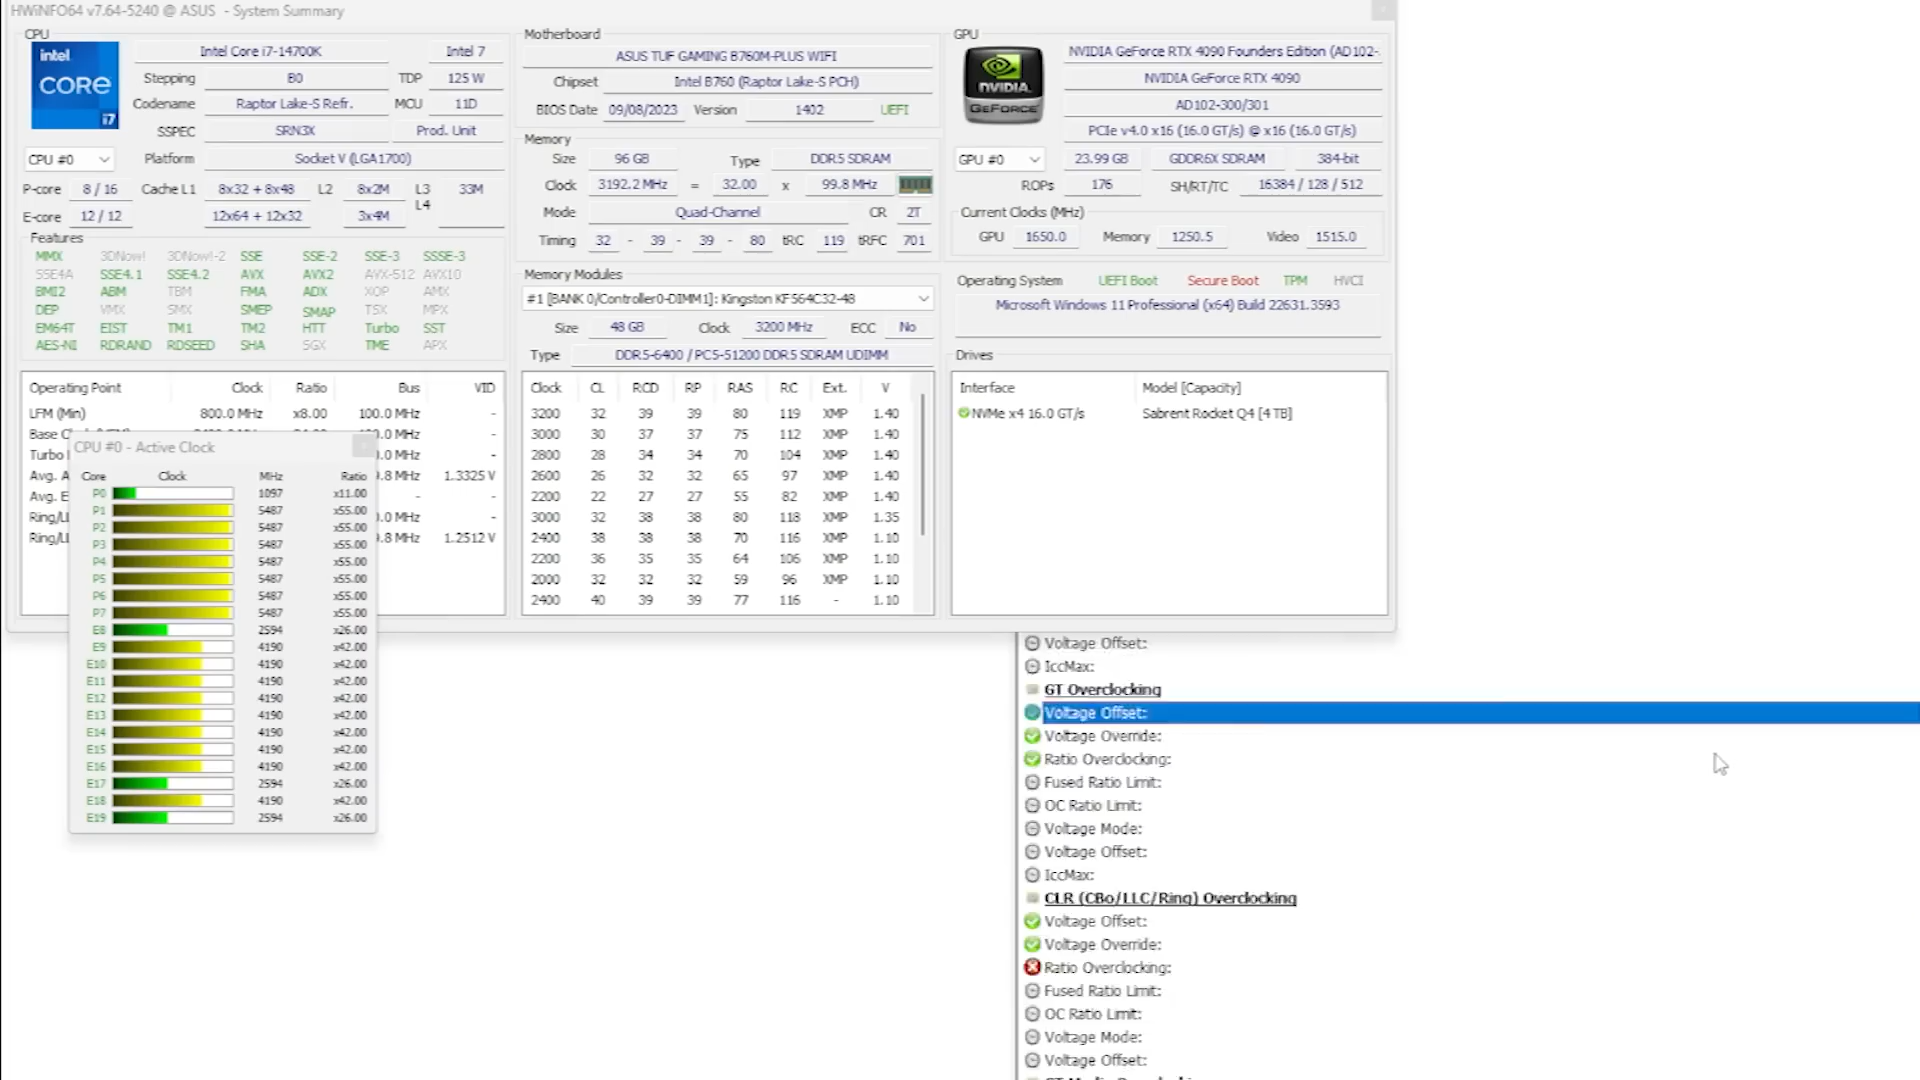 HWiNFO64 v7.64-5240 @ ASUS - System Summary
CPU
intel
CORE
i7
Intel Core i7-14700K Intel 7
Stepping B0 TDP 125 W
Codename Raptor Lake-S Refr. MCU 11D
SSPEC SRN3X Prod. Unit
CPU #0 Platform Socket V (LGA1700)
P-core 8 / 16 Cache L1 8x32 + 8x48 L2 8x2M L3 33M
L4
E-core 12 / 12 12x64 + 12x32 3x4M
Features
MMX 3DNow! 3DNow!-2 SSE SSE-2 SSE-3 SSSE-3
SSE4A SSE4.1 SSE4.2 AVX AVX2 AVX-512 AVX10
BMI2 ABM TBM FMA ADX XOP AMX
DEP VMX SMX SMEP SMAP TSX MPX
EM64T EIST TM1 TM2 HTT Turbo SST
AES-NI RDRAND RDSEED SHA SGX TME APX
Operating Point Clock Ratio Bus VID
LFM (Min) 800.0 MHz x8.00 100.0 MHz -
Base C
.0 MHz -
Turbo
.0 MHz -
Avg. A
.8 MHz 1.3325 V
Avg. E
- -
Ring/LL
.0 MHz -
Ring/LL
.8 MHz 1.2512 V
CPU #0 - Active Clock
Core Clock MHz Ratio
P0 1097 x11.00
P1 5487 x55.00
P2 5487 x55.00
P3 5487 x55.00
P4 5487 x55.00
P5 5487 x55.00
P6 5487 x55.00
P7 5487 x55.00
E8 2594 x26.00
E9 4190 x42.00
E10 4190 x42.00
E11 4190 x42.00
E12 4190 x42.00
E13 4190 x42.00
E14 4190 x42.00
E15 4190 x42.00
E16 4190 x42.00
E17 2594 x26.00
E18 4190 x42.00
E19 2594 x26.00
Motherboard
ASUS TUF GAMING B760M-PLUS WIFI
Chipset Intel B760 (Raptor Lake-S PCH)
BIOS Date 09/08/2023 Version 1402 UEFI
Memory
Size 96 GB Type DDR5 SDRAM
Clock 3192.2 MHz = 32.00 x 99.8 MHz
Mode Quad-Channel CR 2T
Timing 32 - 39 - 39 - 80 tRC 119 tRFC 701
Memory Modules
#1 [BANK 0/Controller0-DIMM1]: Kingston KF564C32-48
Size 48 GB Clock 3200 MHz ECC No
Type DDR5-6400 / PC5-51200 DDR5 SDRAM UDIMM
Clock CL RCD RP RAS RC Ext. V
3200 32 39 39 80 119 XMP 1.40
3000 30 37 37 75 112 XMP 1.40
2800 28 34 34 70 104 XMP 1.40
2600 26 32 32 65 97 XMP 1.40
2200 22 27 27 55 82 XMP 1.40
3000 32 38 38 80 118 XMP 1.35
2400 38 38 38 70 116 XMP 1.10
2200 36 35 35 64 106 XMP 1.10
2000 32 32 32 59 96 XMP 1.10
2400 40 39 39 77 116 - 1.10
GPU
NVIDIA
GEFORCE
NVIDIA GeForce RTX 4090 Founders Edition (AD102-
NVIDIA GeForce RTX 4090
AD102-300/301
PCIe v4.0 x16 (16.0 GT/s) @ x16 (16.0 GT/s)
GPU #0 23.99 GB GDDR6X SDRAM 384-bit
ROPs 176 SH/RT/TC 16384 / 128 / 512
Current Clocks (MHz)
GPU 1650.0 Memory 1250.5 Video 1515.0
Operating System UEFI Boot Secure Boot TPM HVCI
Microsoft Windows 11 Professional (x64) Build 22631.3593
Drives
Interface Model [Capacity]
NVMe x4 16.0 GT/s Sabrent Rocket Q4 [4 TB]
Voltage Offset:
IccMax:
GT Overclocking
Voltage Offset:
Voltage Override:
Ratio Overclocking:
Fused Ratio Limit:
OC Ratio Limit:
Voltage Mode:
Voltage Offset:
IccMax:
CLR (CBo/LLC/Ring) Overclocking
Voltage Offset:
Voltage Override:
Ratio Overclocking:
Fused Ratio Limit:
OC Ratio Limit:
Voltage Mode:
Voltage Offset: